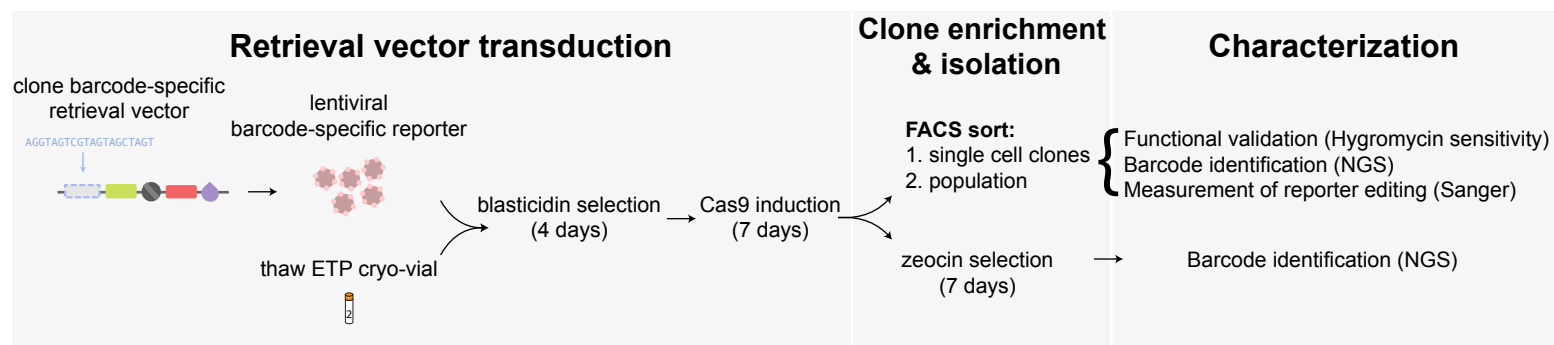 Retrieval vector transduction
clone barcode-specific
retrieval vector
AGGTAGTCGTAGTAGCTAGT
lentiviral
barcode-specific reporter
thaw ETP cryo-vial
2
blasticidin selection
(4 days)
Cas9 induction
(7 days)
Clone enrichment
& isolation
FACS sort:
1. single cell clones
2. population
zeocin selection
(7 days)
Characterization
Functional validation (Hygromycin sensitivity)
Barcode identification (NGS)
Measurement of reporter editing (Sanger)
Barcode identification (NGS)